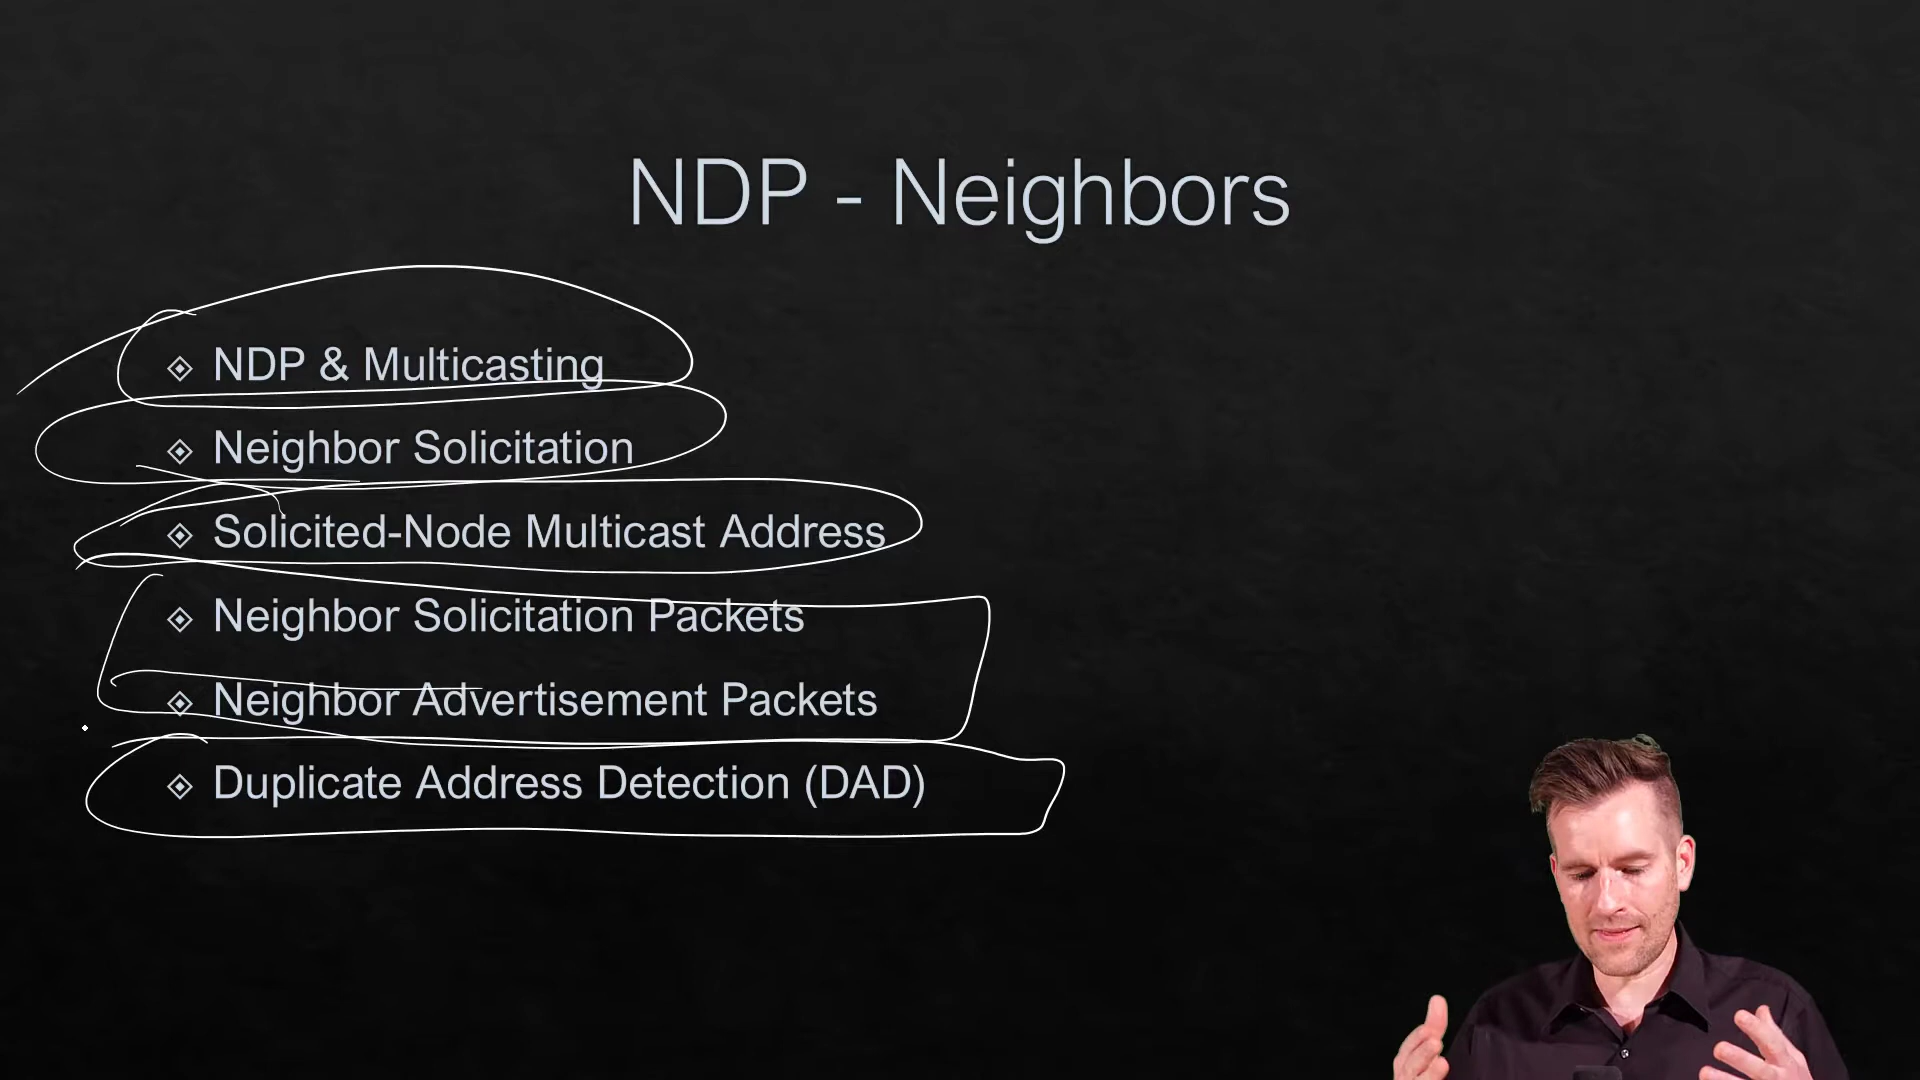 NDP - Neighbors
NDP & Multicasting
Neighbor Solicitation
Solicited-Node Multicast Address
Neighbor Solicitation Packets
Neighbor Advertisement Packets
Duplicate Address Detection (DAD)